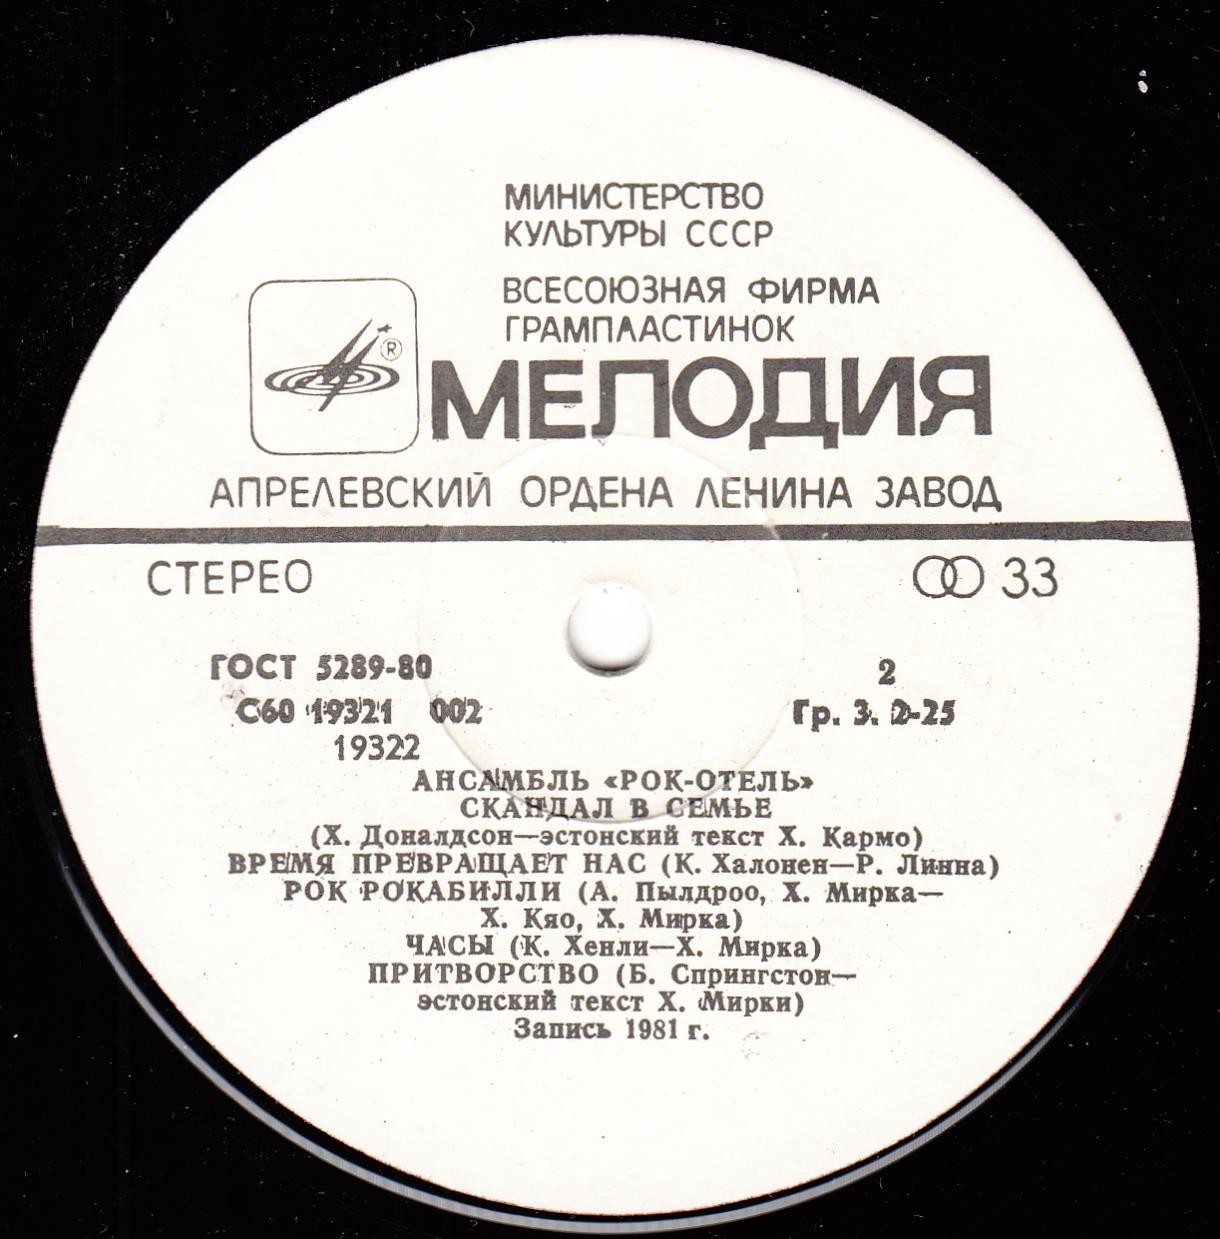 МИНИСТЕРСТВО
КУЛЬТУРЫ СССР
ВСЕСОЮЗНАЯ ФИРМА
ГРАМПЛАСТИНОК
®
МЕЛОДИЯ
АПРЕЛЕВСКИЙ ОРДЕНА ЛЕНИНА ЗАВОД
СТЕРЕО
33
ГОСТ 5289-80
2
С60 19321 002
Гр. 3. 2-25
19322
АНСАМБЛЬ «РОК-ОТЕЛЬ»
СКАНДАЛ В СЕМЬЕ
(Х. Доналдсон—эстонский текст Х. Кармо)
ВРЕМЯ ПРЕВРАЩАЕТ НАС (К. Халонен—Р. Линна)
РОК РОКАБИЛЛИ (А. Пылдроо, Х. Мирка—
Х. Кяо, Х. Мирка)
ЧАСЫ (К. Хенли—Х. Мирка)
ПРИТВОРСТВО (Б. Спрингстон—
эстонский текст Х. Мирки)
Запись 1981 г.